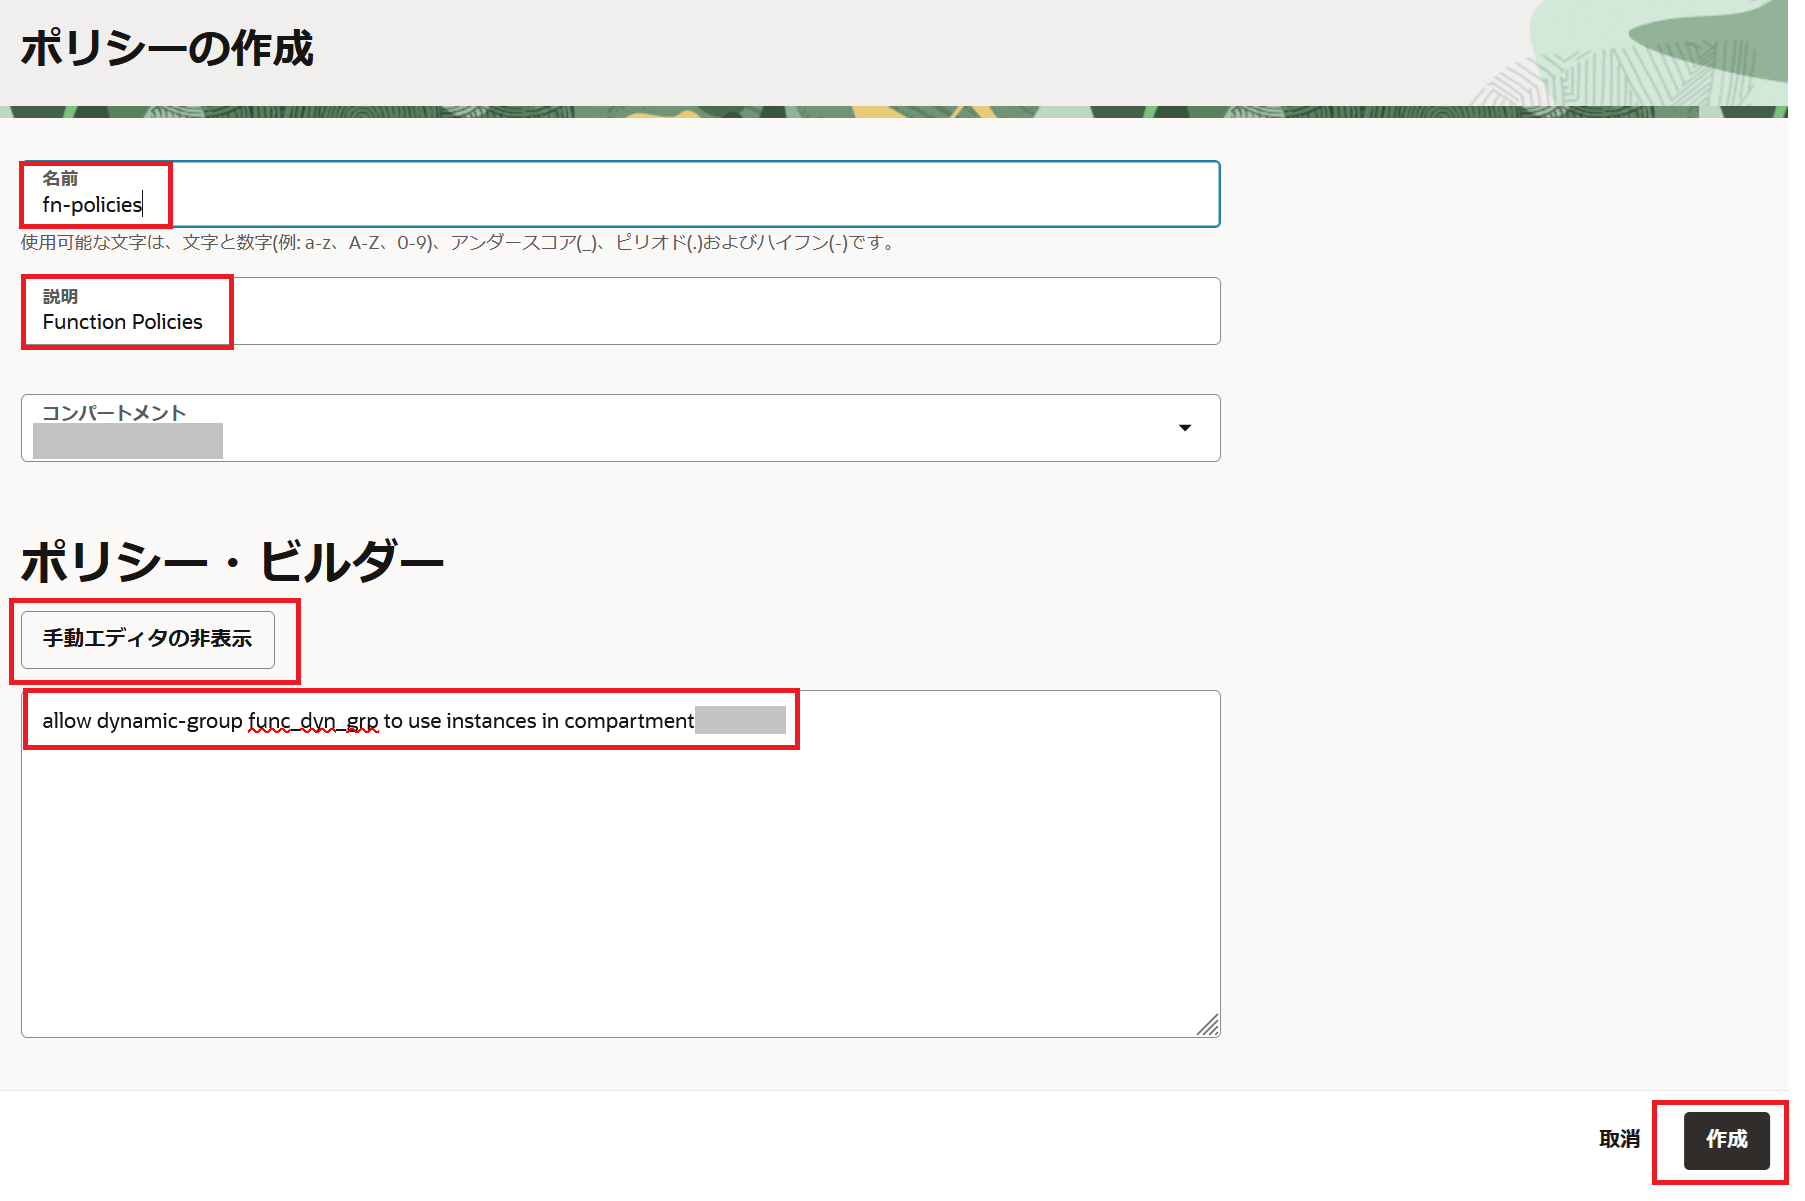 ポリシーの作成
名前
fn-policies
使用可能な文字は、文字と数字(例: a-z、A-Z、0-9)、アンダースコア(_)、ピリオド(.)およびハイフン(-)です。
説明
Function Policies
コンパートメント
ポリシー・ビルダー
手動エディタの非表示
allow dynamic-group func_dyn_grp to use instances in compartment
取消
作成